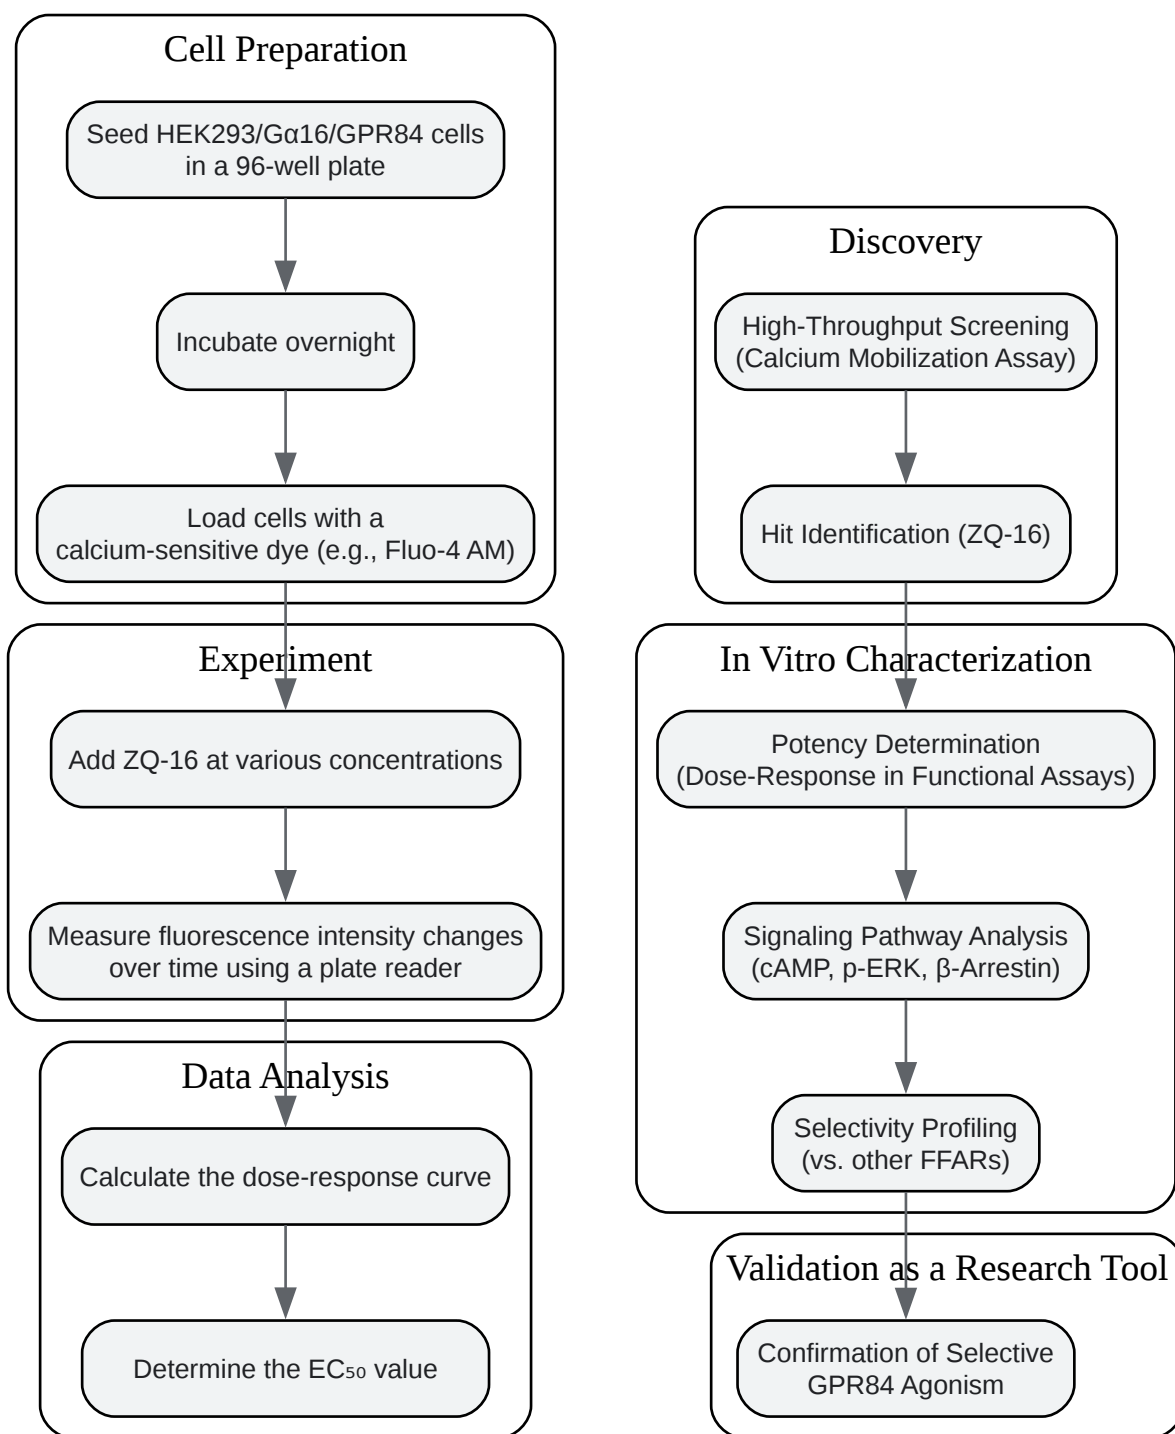 Cell Preparation
Seed HEK293/Gα16/GPR84 cells
in a 96-well plate
Incubate overnight
Load cells with a
calcium-sensitive dye (e.g., Fluo-4 AM)
Experiment
Add ZQ-16 at various concentrations
Measure fluorescence intensity changes
over time using a plate reader
Data Analysis
Calculate the dose-response curve
Determine the EC₅₀ value
Discovery
High-Throughput Screening
(Calcium Mobilization Assay)
Hit Identification (ZQ-16)
In Vitro Characterization
Potency Determination
(Dose-Response in Functional Assays)
Signaling Pathway Analysis
(cAMP, p-ERK, β-Arrestin)
Selectivity Profiling
(vs. other FFARs)
Validation as a Research Tool
Confirmation of Selective
GPR84 Agonism